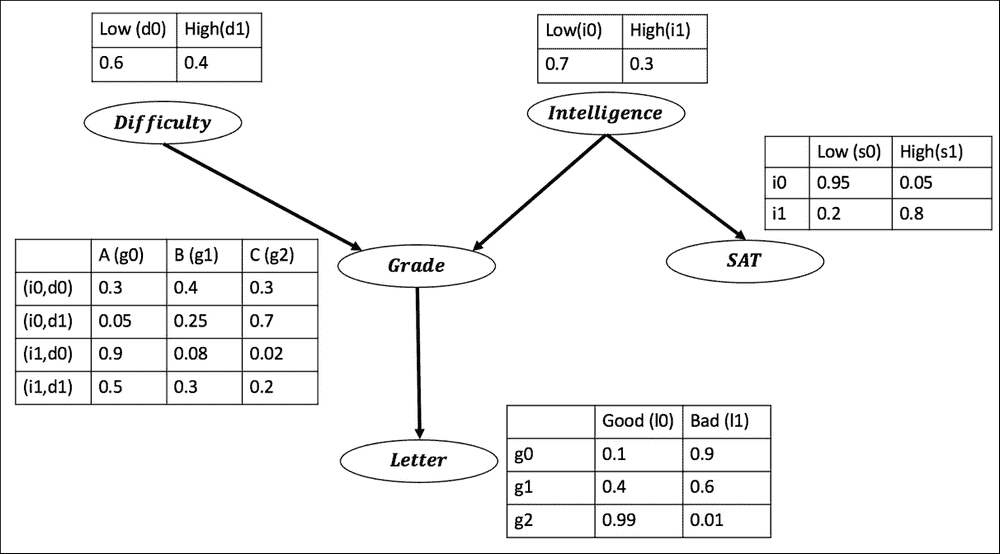 Low (d0) High(d1)
0.6 0.4
Low(i0) High(i1)
0.7 0.3
Difficulty
Intelligence
Low (s0) High(s1)
i0 0.95 0.05
i1 0.2 0.8
A (g0) B (g1) C (g2)
(i0,d0) 0.3 0.4 0.3
(i0,d1) 0.05 0.25 0.7
(i1,d0) 0.9 0.08 0.02
(i1,d1) 0.5 0.3 0.2
Grade
SAT
Good (l0) Bad (l1)
g0 0.1 0.9
g1 0.4 0.6
g2 0.99 0.01
Letter